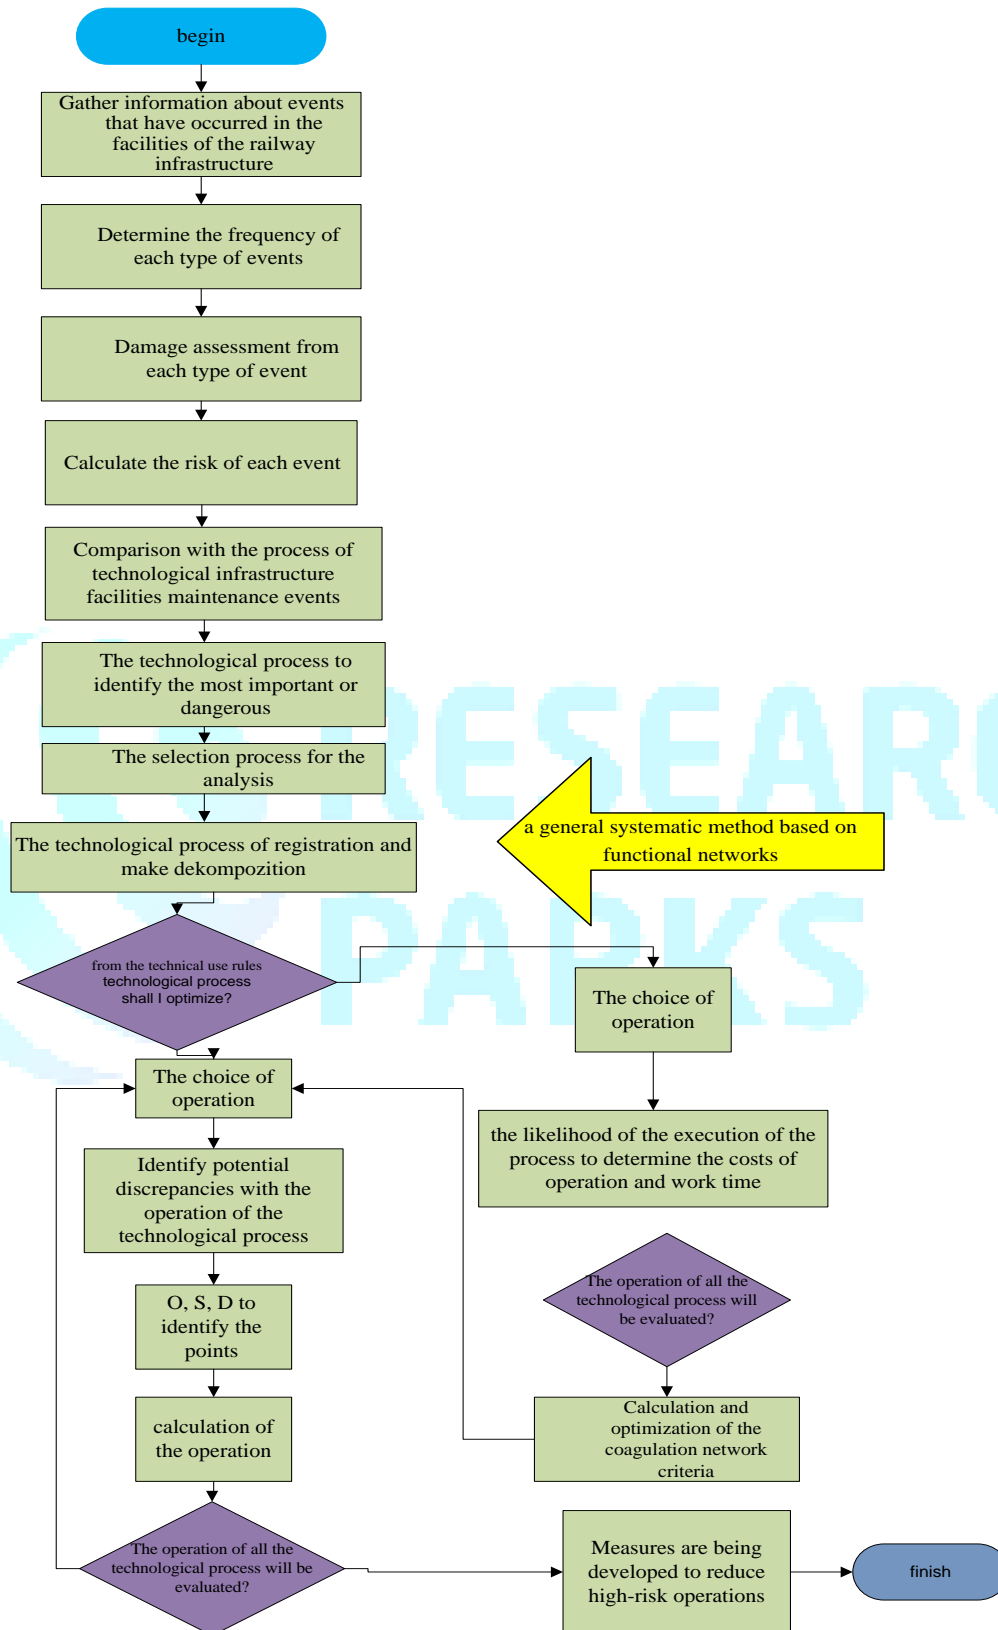 begin
Gather information about events
that have occurred in the
facilities of the railway
infrastructure
Determine the frequency of
each type of events
Damage assessment from
each type of event
Calculate the risk of each event
Comparison with the process of
technological infrastructure
facilities maintenance events
The technological process to
identify the most important or
dangerous
The selection process for the
analysis
The technological process of registration and
make dekompozition
a general systematic method based on
functional networks
from the technical use rules
technological process
shall I optimize?
The choice of
operation
The choice of
operation
the likelihood of the execution of the
process to determine the costs of
operation and work time
Identify potential
discrepancies with the
operation of the
technological process
The operation of all the
technological process will
be evaluated?
O, S, D to
identify the
points
Calculation and
optimization of the
coagulation network
criteria
calculation of
the operation
The operation of all the
technological process will be
evaluated?
Measures are being
developed to reduce
high-risk operations
finish
RESEARC
PARKS